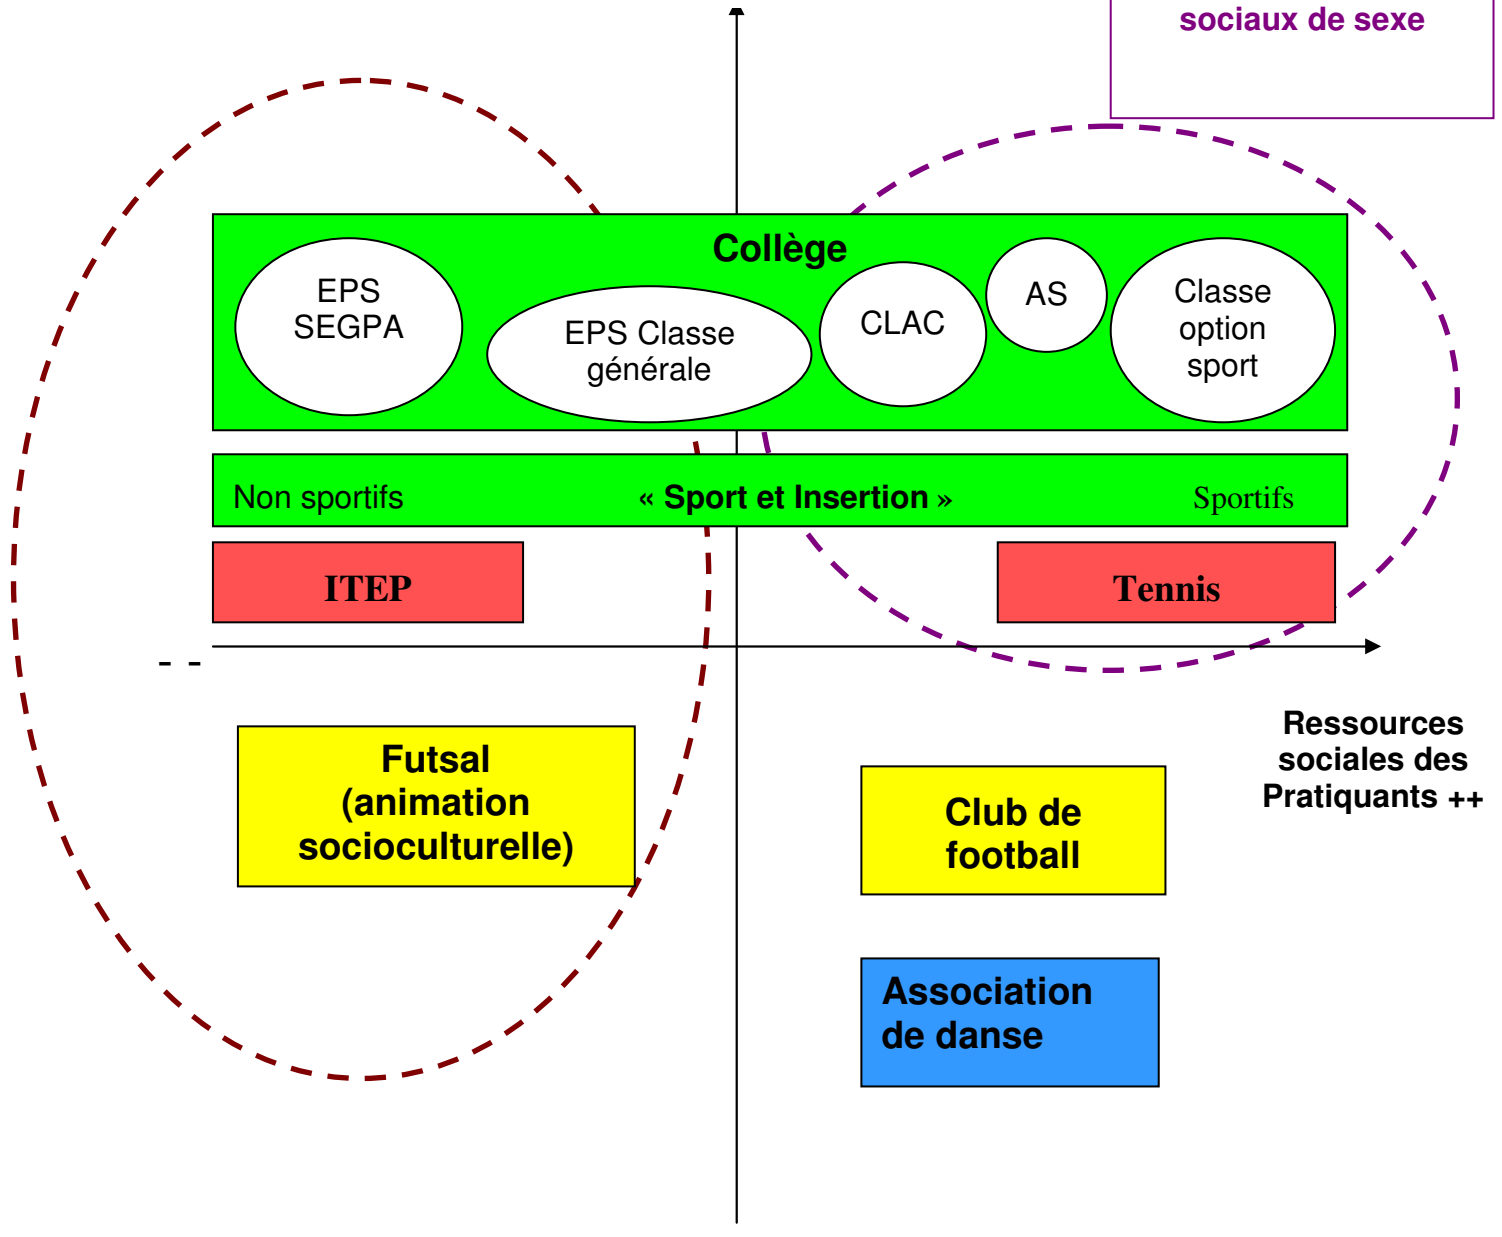 sociaux de sexe
Collège
EPS
SEGPA
EPS Classe
générale
CLAC
AS
Classe
option
sport
Non sportifs
« Sport et Insertion »
Sportifs
ITEP
Tennis
- -
Ressources
sociales des
Pratiquants ++
Futsal
(animation
socioculturelle)
Club de
football
Association
de danse